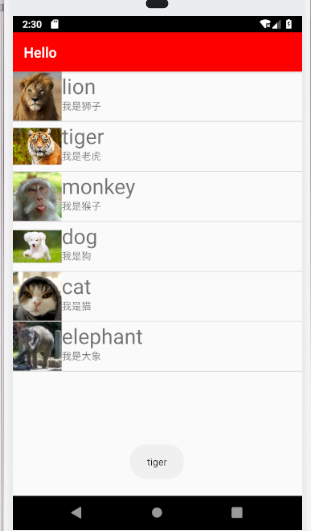 2:30
Hello
lion
我是狮子
tiger
我是老虎
monkey
我是猴子
dog
我是狗
cat
我是猫
elephant
我是大象
tiger